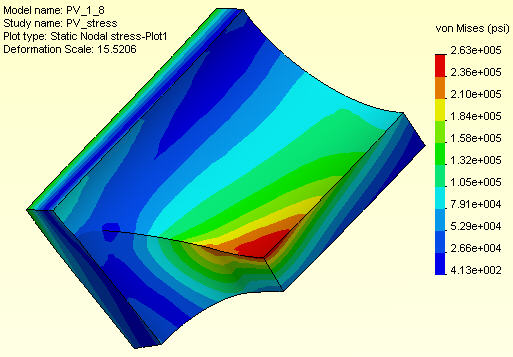 Model name: PV_1_8
Study name: PV_stress
Plot type: Static Nodal stress-Plot1
Deformation Scale: 15.5206
von Mises (psi)
2.63e+005
2.36e+005
2.10e+005
1.84e+005
1.58e+005
1.32e+005
1.05e+005
7.91e+004
5.29e+004
2.66e+004
4.13e+002